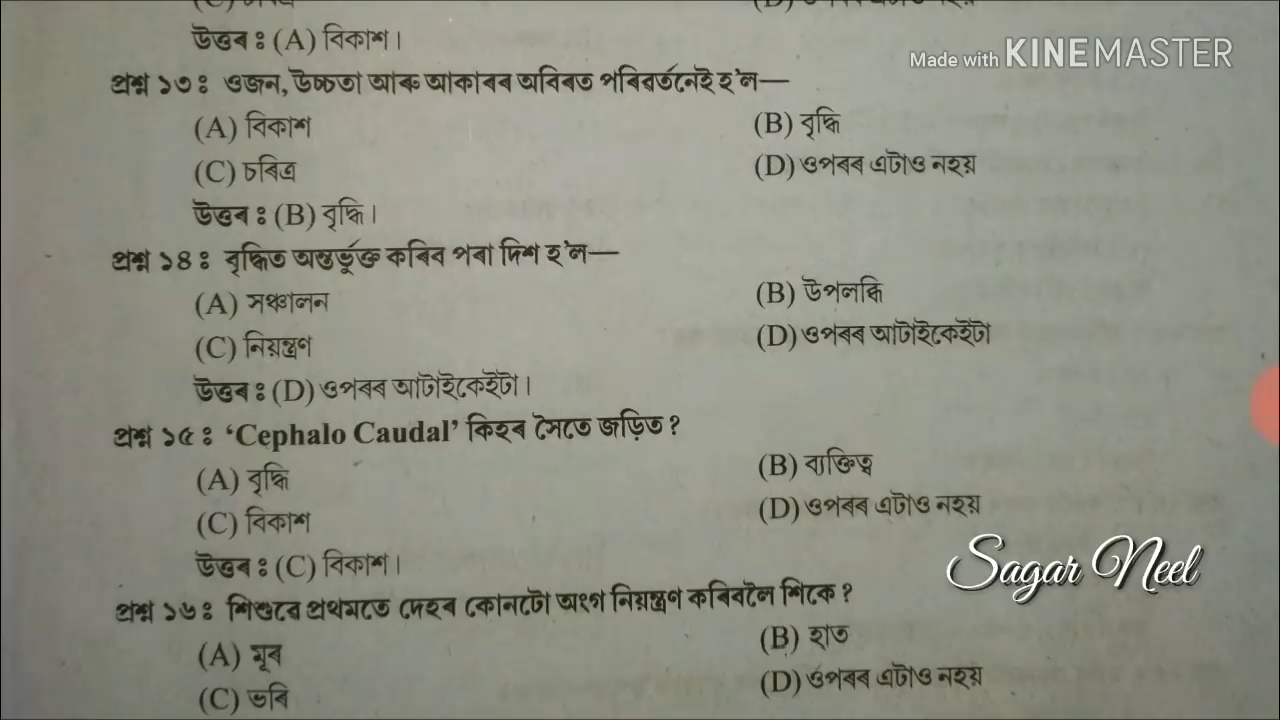 উত্তৰ ঃ (A) বিকাশ।
Made with KINEMASTER
প্ৰশ্ন ১৩ ঃ ওজন, উচ্চতা আৰু আকাৰৰ অবিৰত পৰিবৰ্তনেই হ'ল—
(A) বিকাশ (B) বৃদ্ধি
(C) চৰিত্ৰ (D) ওপৰৰ এটাও নহয়
উত্তৰ ঃ (B) বৃদ্ধি।
প্ৰশ্ন ১৪ ঃ বৃদ্ধিত অন্তৰ্ভূক্ত কৰিব পৰা দিশ হ'ল—
(A) সঞ্চালন (B) উপলব্ধি
(C) নিয়ন্ত্ৰণ (D) ওপৰৰ আটাইকেইটা
উত্তৰ ঃ (D) ওপৰৰ আটাইকেইটা।
প্ৰশ্ন ১৫ ঃ ‘Cephalo Caudal’ কিহৰ সৈতে জড়িত ?
(A) বৃদ্ধি (B) ব্যক্তিত্ব
(C) বিকাশ (D) ওপৰৰ এটাও নহয়
উত্তৰ ঃ (C) বিকাশ।
Sagar Neel
প্ৰশ্ন ১৬ ঃ শিশুৱে প্ৰথমতে দেহৰ কোনটো অংগ নিয়ন্ত্ৰণ কৰিবলৈ শিকে ?
(A) মূৰ (B) হাত
(C) ভৰি (D) ওপৰৰ এটাও নহয়